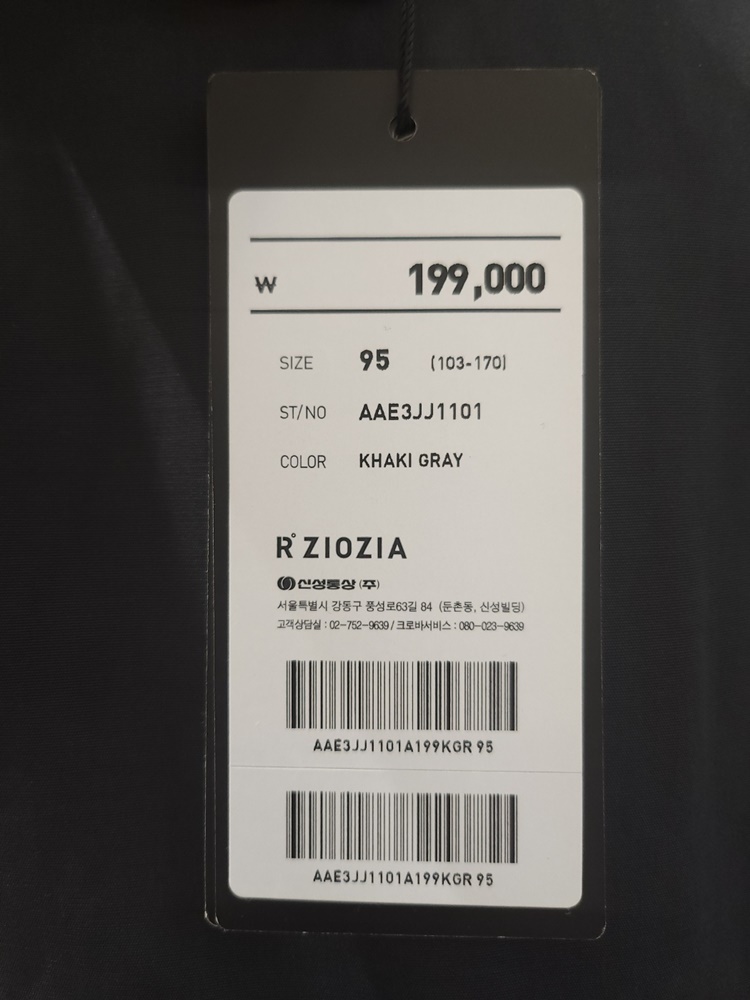 ₩ 199,000
SIZE 95 (103-170)
ST/NO AAE3JJ1101
COLOR KHAKI GRAY
R° ZIOZIA
신성통상 (주)
서울특별시 강동구 풍성로63길 84 (둔촌동, 신성빌딩)
고객상담실 : 02-752-9639 / 크로바서비스 : 080-023-9639
AAE3JJ1101A199KGR 95
AAE3JJ1101A199KGR 95